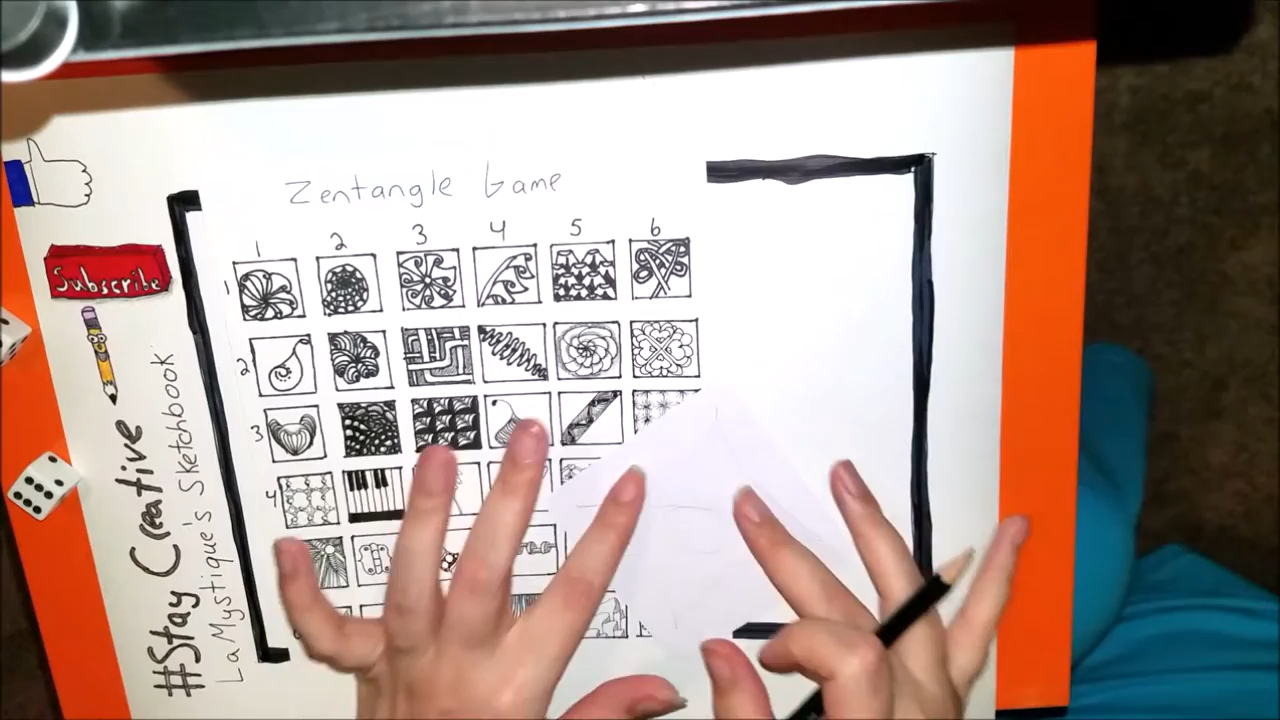 Zentangle Game
1 2 3 4 5 6
1
2
3
4
Subscribe
#Stay Creative
LaMystique's Sketchbook